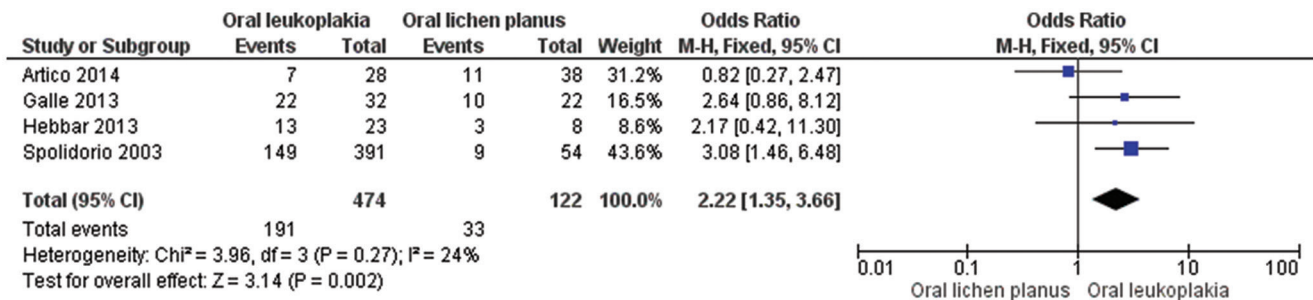 Oral leukoplakia Oral lichen planus Odds Ratio Odds Ratio
Study or Subgroup Events Total Events Total Weight M-H, Fixed, 95% CI M-H, Fixed, 95% CI
Artico 2014 7 28 11 38 31.2% 0.82 [0.27, 2.47]
Galle 2013 22 32 10 22 16.5% 2.64 [0.86, 8.12]
Hebbar 2013 13 23 3 8 8.6% 2.17 [0.42, 11.30]
Spolidorio 2003 149 391 9 54 43.6% 3.08 [1.46, 6.48]
Total (95% CI) 474 122 100.0% 2.22 [1.35, 3.66]
Total events 191 33
Heterogeneity: Chi² = 3.96, df = 3 (P = 0.27); I² = 24%
Test for overall effect: Z = 3.14 (P = 0.002)
0.01 0.1 1 10 100
Oral lichen planus Oral leukoplakia